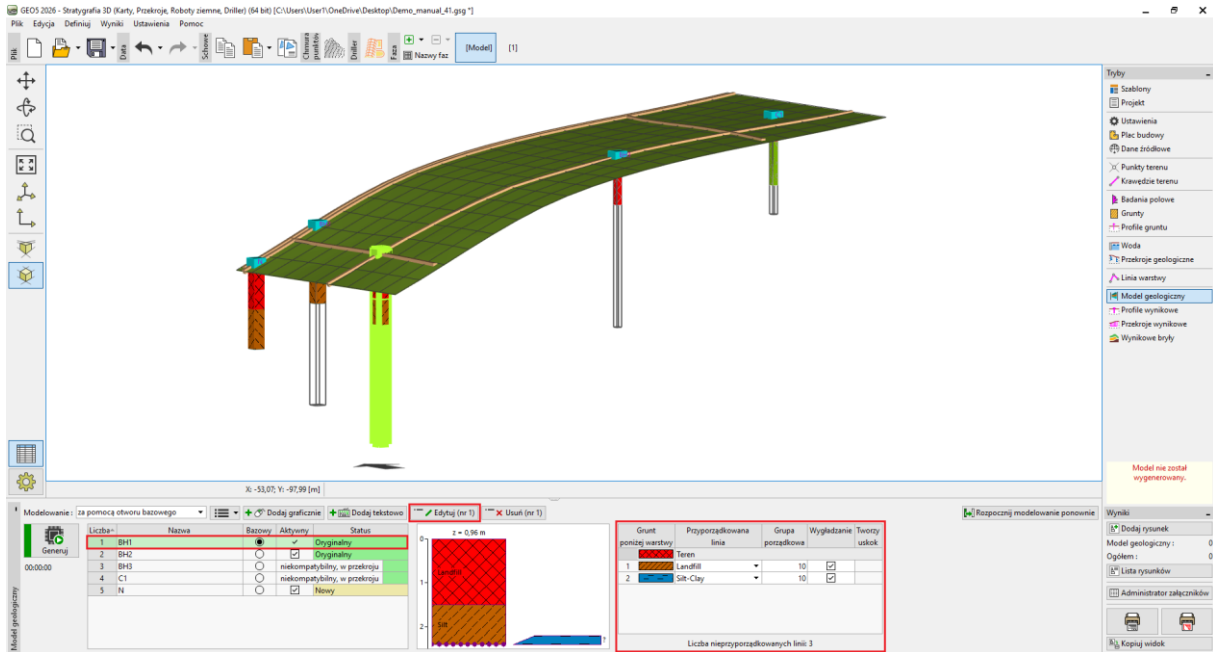 GEO5 2026 - Stratygrafia 3D (Karty, Przekroje, Roboty ziemne, Driller) (64 bit) [C:\Users\User1\OneDrive\Desktop\Demo_manual_41.gsg *]
Plik Edycja Definiuj Wyniki Ustawienia Pomoc
Plik
Data
Schowek
Chmura punktów
Driller
Faza
Nazwy faz
[Model]
[1]
Tryby
Szablony
Projekt
Ustawienia
Plac budowy
Dane źródłowe
Punkty terenu
Krawędzie terenu
Badania polowe
Grunty
Profile gruntu
Woda
Przekroje geologiczne
Linia warstwy
Model geologiczny
Profile wynikowe
Przekroje wynikowe
Wynikowe bryły
Model nie został
wygenerowany.
X: -53,07; Y: -97,99 [m]
Modelowanie: za pomocą otworu bazowego
Dodaj graficznie
Dodaj tekstowo
Edytuj (nr 1)
Usuń (nr 1)
Rozpocznij modelowanie ponownie
Generuj
00:00:00
Liczba Nazwa Bazowy Aktywny Status
1 BH1 Oryginalny
2 BH2 Oryginalny
3 BH3 niekompatybilny, w przekroju
4 C1 niekompatybilny, w przekroju
5 N Nowy
z = 0,96 m
0
Landfill
1
2
Silt
?
Grunt Przyporządkowana Grupa Wygładzanie Tworzy
poniżej warstwy linia porządkowa uskok
Teren
1 Landfill 10
2 Silt-Clay 10
Liczba nieprzyporządkowanych linii: 3
Model geologiczny
Wyniki
Dodaj rysunek
Model geologiczny : 0
Ogółem : 0
Lista rysunków
Administrator załączników
Kopiuj widok